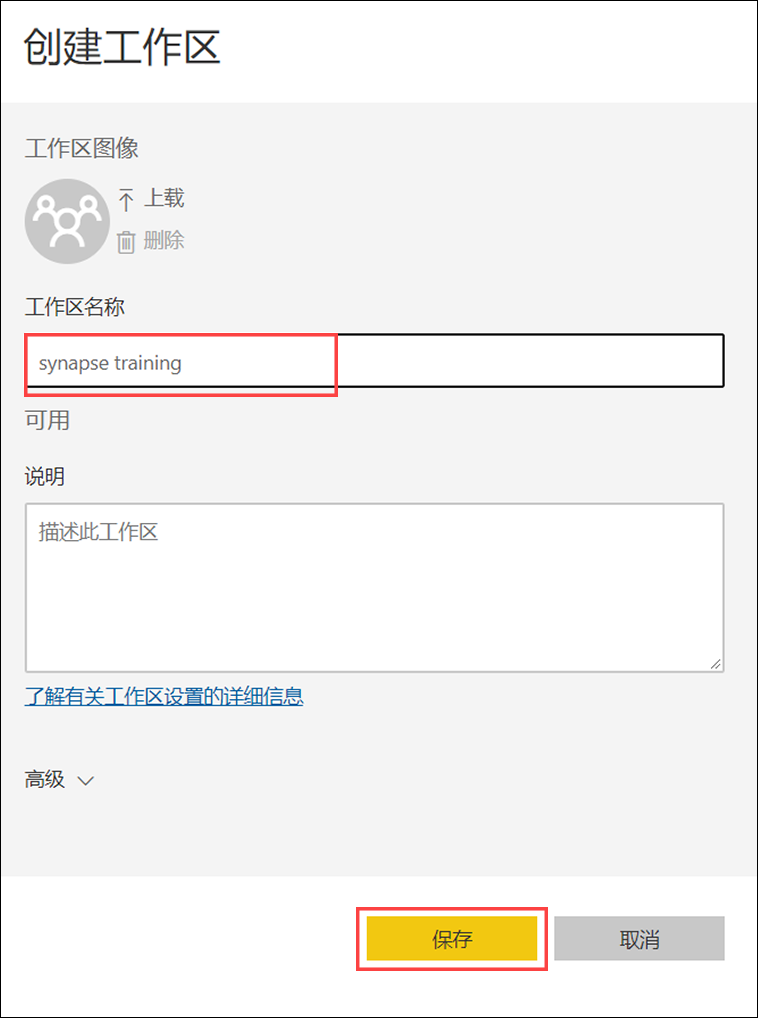 创建工作区
工作区图像
上载
删除
工作区名称
synapse training
可用
说明
描述此工作区
了解有关工作区设置的详细信息
高级
保存
取消